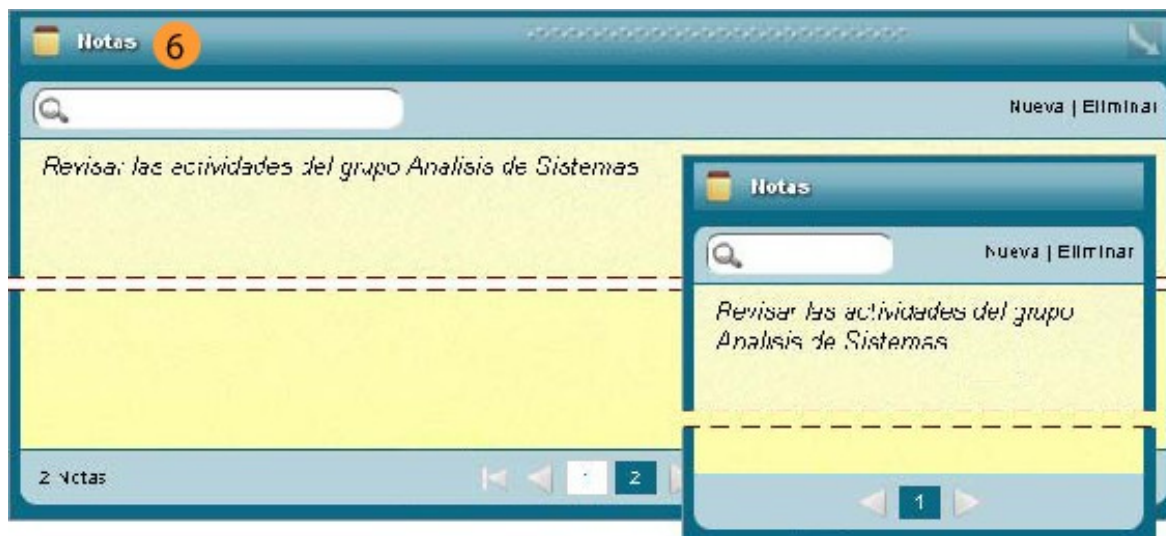 Notas 6
Nueva | Eliminar
Revisar las actividades del grupo Analisis de Sistemas
2 Notas
1 2
Notas
Nueva | Eliminar
Revisar las actividades del grupo
Analisis de Sistemas
1